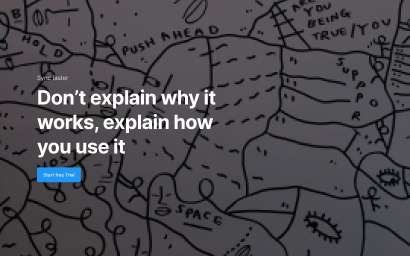 B
HOLD
PUSH AHEAD
ARE
YOU
BEING
TRUE/YOU
SUPPOR
Sync faster
Don't explain why it
works, explain how
you use it
Start free Trial
SPACE